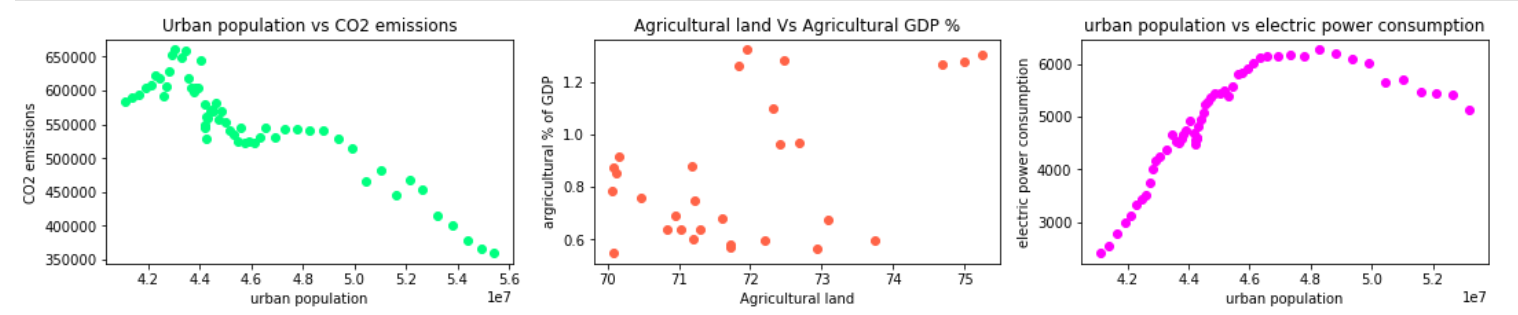 Urban population vs CO2 emissions
CO2 emissions
650000
600000
550000
500000
450000
400000
350000
4.2 4.4 4.6 4.8 5.0 5.2 5.4 5.6
1e7
urban population
Agricultural land Vs Agricultural GDP %
argricultural % of GDP
1.2
1.0
0.8
0.6
70 71 72 73 74 75
Agricultural land
urban population vs electric power consumption
electric power consumption
6000
5000
4000
3000
4.2 4.4 4.6 4.8 5.0 5.2
1e7
urban population